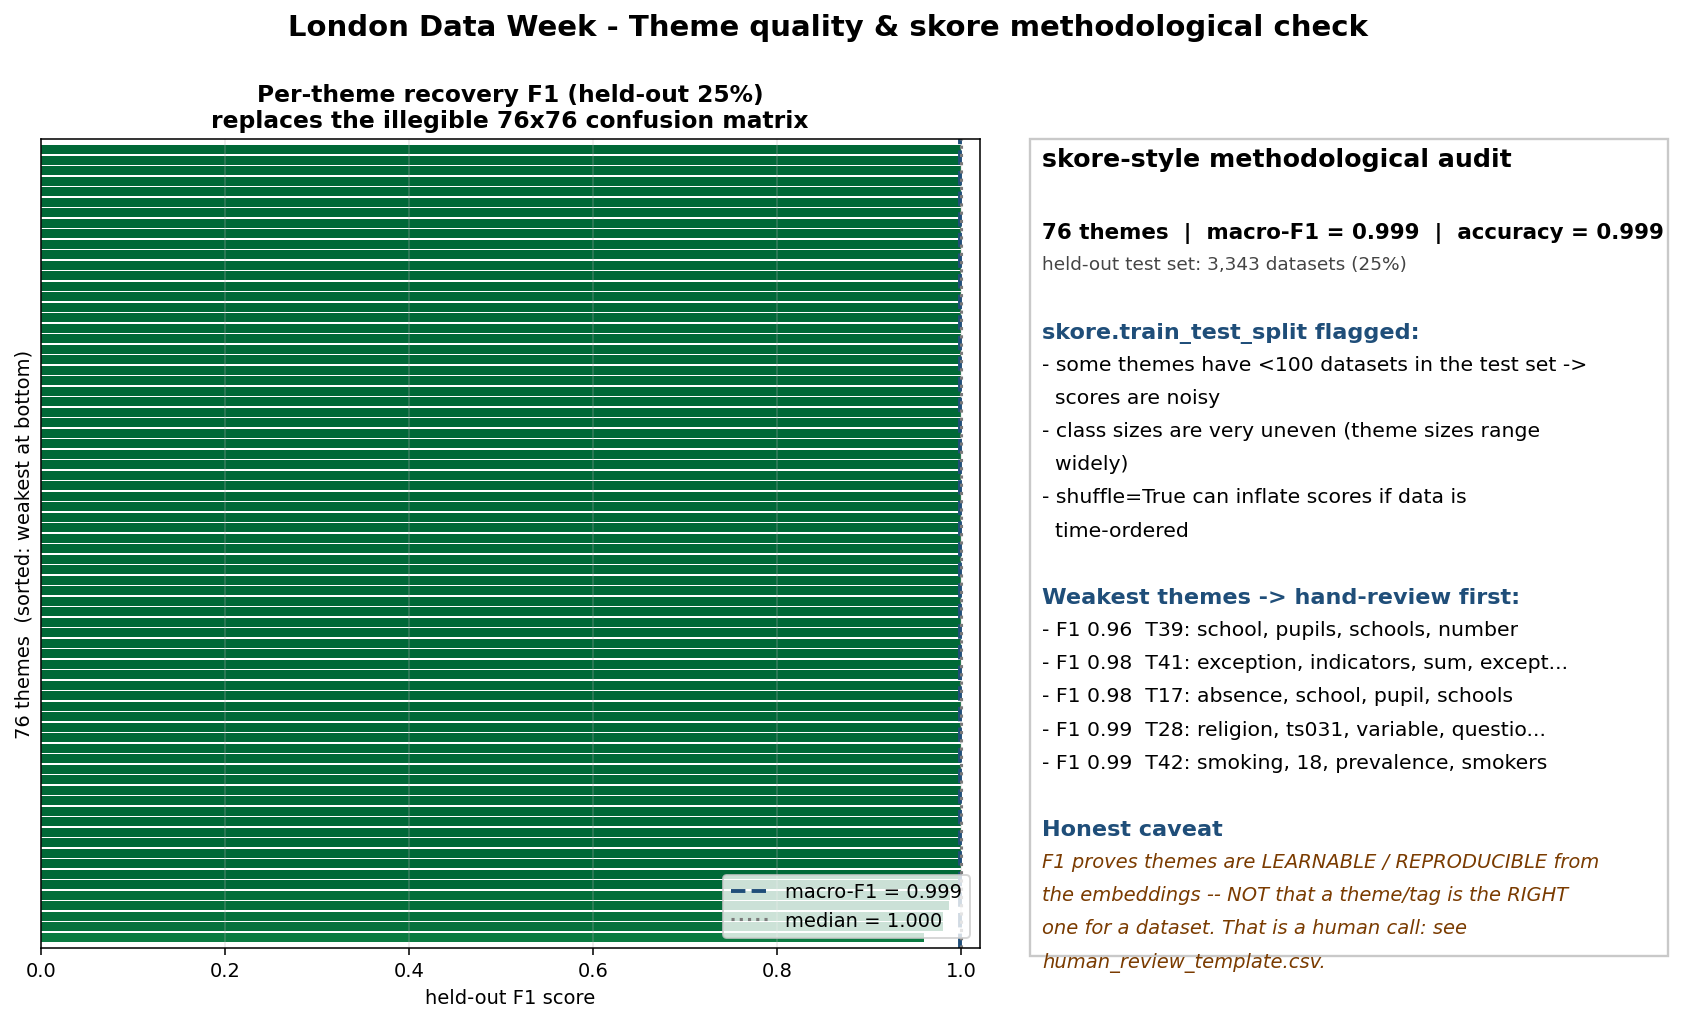 London Data Week - Theme quality & skore methodological check
Per-theme recovery F1 (held-out 25%)
replaces the illegible 76x76 confusion matrix
76 themes  (sorted: weakest at bottom)
macro-F1 = 0.999
median = 1.000
0.0 0.2 0.4 0.6 0.8 1.0
held-out F1 score
skore-style methodological audit
76 themes  |  macro-F1 = 0.999  |  accuracy = 0.999
held-out test set: 3,343 datasets (25%)
skore.train_test_split flagged:
- some themes have <100 datasets in the test set ->
scores are noisy
- class sizes are very uneven (theme sizes range
widely)
- shuffle=True can inflate scores if data is
time-ordered
Weakest themes -> hand-review first:
- F1 0.96  T39: school, pupils, schools, number
- F1 0.98  T41: exception, indicators, sum, except...
- F1 0.98  T17: absence, school, pupil, schools
- F1 0.99  T28: religion, ts031, variable, questio...
- F1 0.99  T42: smoking, 18, prevalence, smokers
Honest caveat
F1 proves themes are LEARNABLE / REPRODUCIBLE from
the embeddings -- NOT that a theme/tag is the RIGHT
one for a dataset. That is a human call: see
human_review_template.csv.